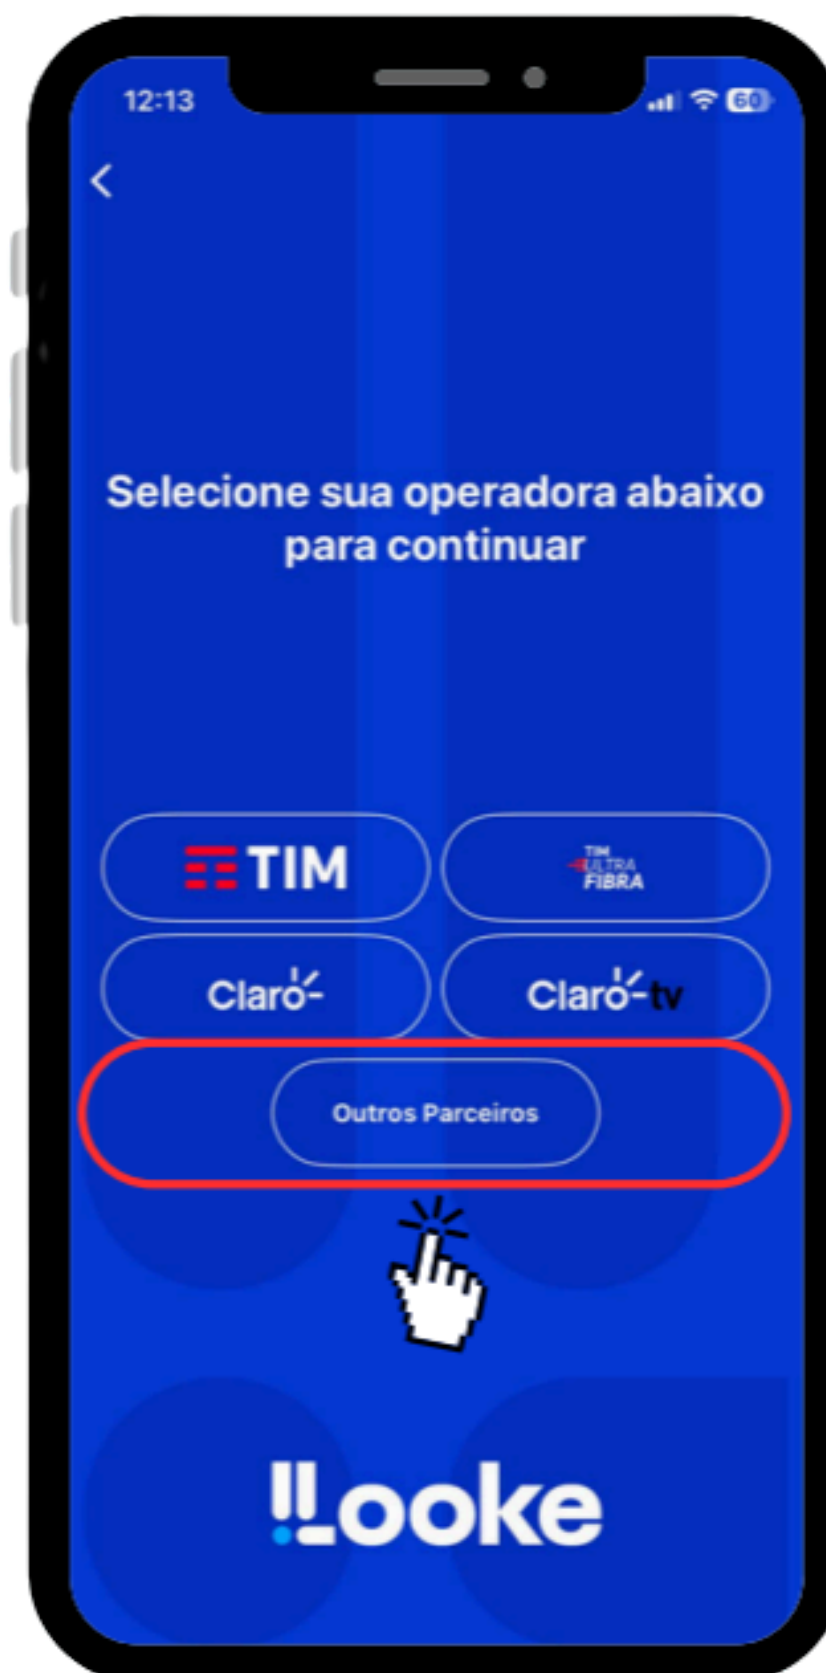 12:13
60
Selecione sua operadora abaixo
para continuar
TIM
TIM
ULTRA
FIBRA
Claro
Claro tv
Outros Parceiros
Looke